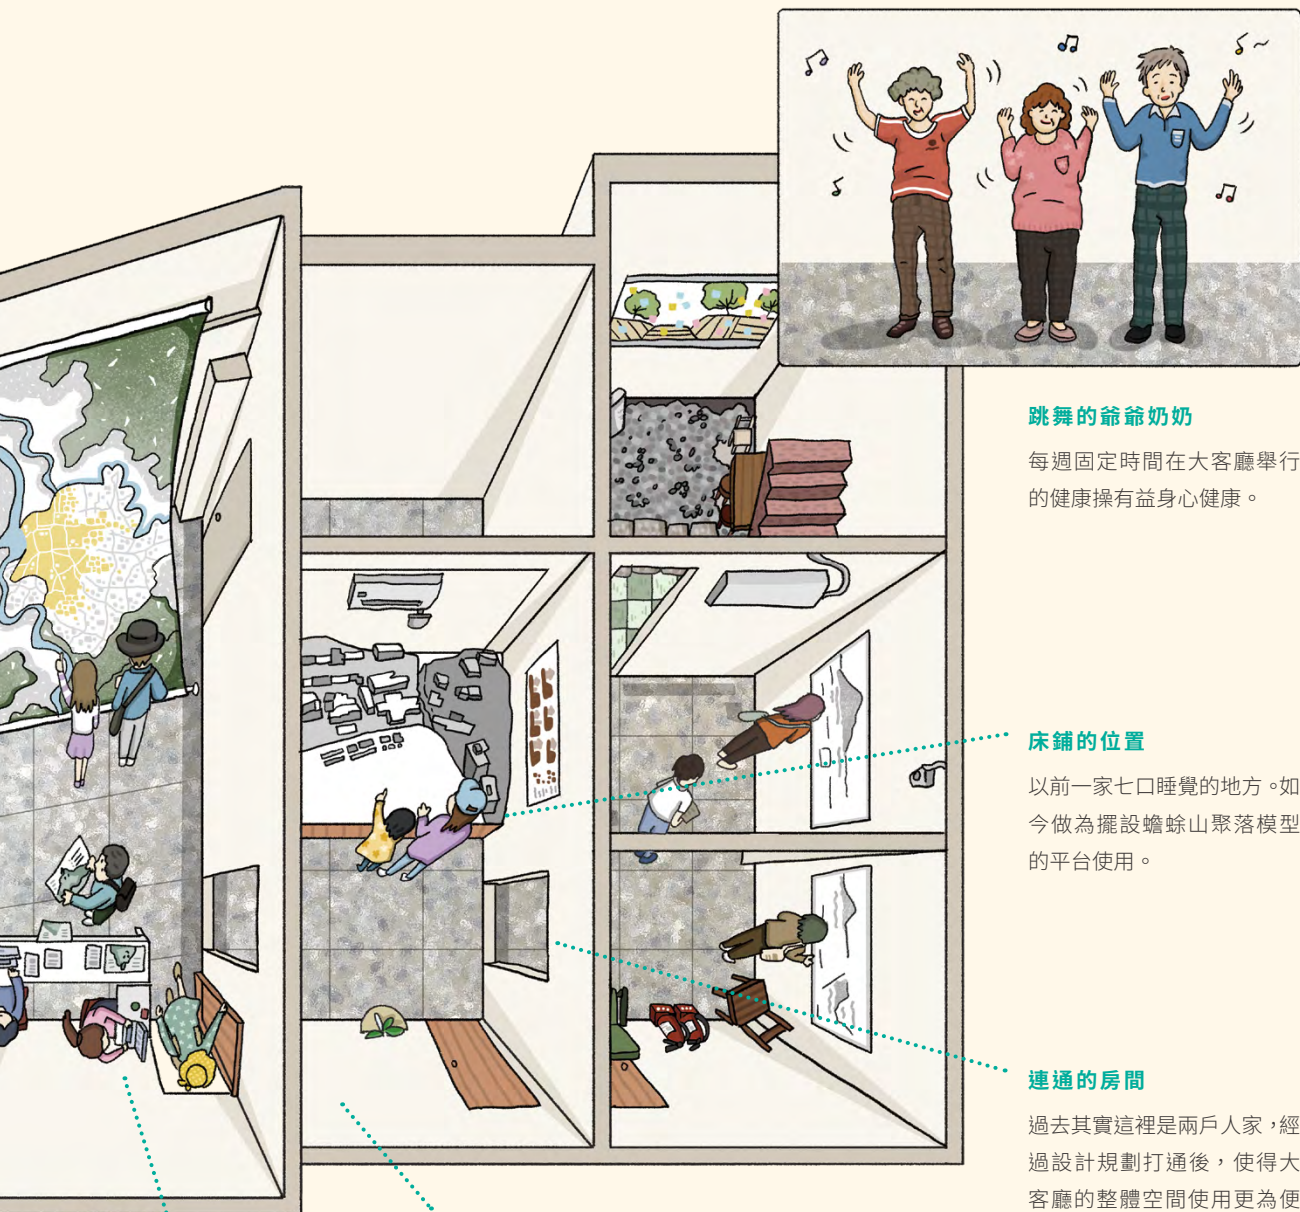 跳舞的爺爺奶奶
每週固定時間在大客廳舉行
的健康操有益身心健康。
床鋪的位置
以前一家七口睡覺的地方。如
今做為擺設蟾蜍山聚落模型
的平台使用。
連通的房間
過去其實這裡是兩戶人家，經
過設計規劃打通後，使得大
客廳的整體空間使用更為便